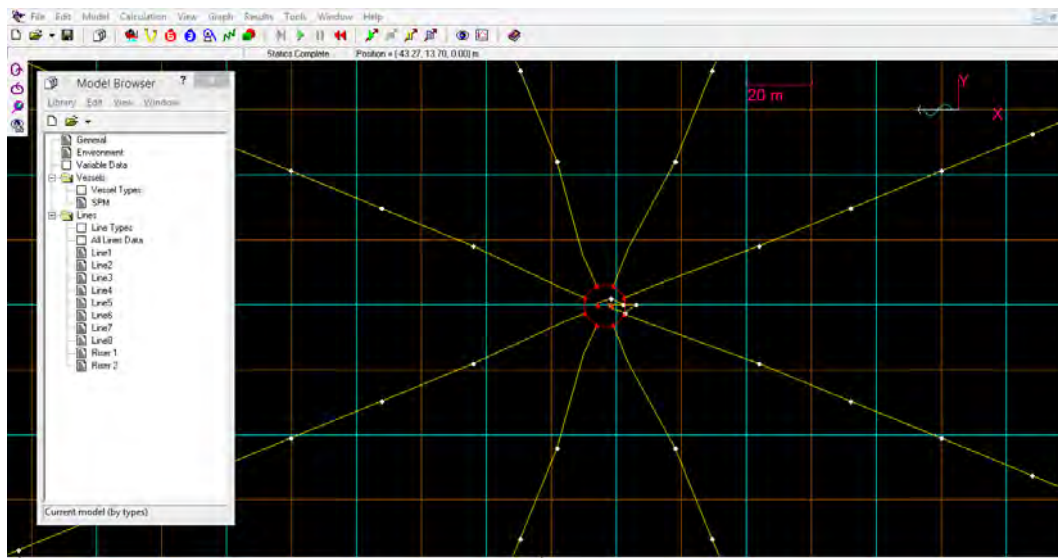 File Edit Model Calculation View Graph Results Tools Window Help
Statics Complete Position = (-43.27, 13.70, 0.00) m
Model Browser ?
Library Edit View Window
General
Environment
Variable Data
Vessels
Vessel Types
SPM
Lines
Line Types
All Lines Data
Line1
Line2
Line3
Line4
Line5
Line6
Line7
Line8
Riser 1
Riser 2
Current model (by types)
20 m
Y
X